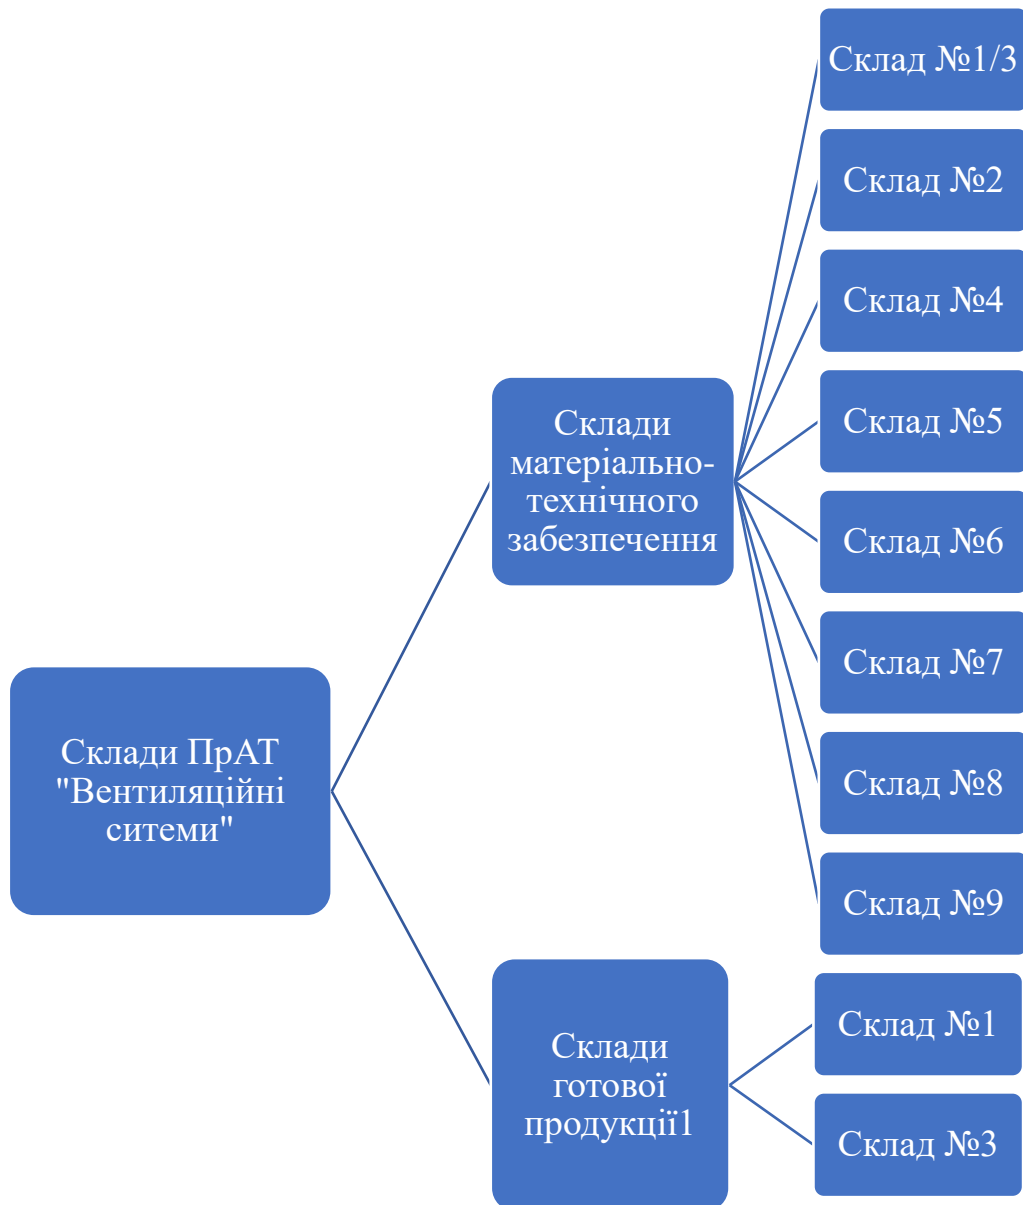 Склади ПрАТ
"Вентиляційні
ситеми"
Склади
матеріально-
технічного
забезпечення
Склад №1/3
Склад №2
Склад №4
Склад №5
Склад №6
Склад №7
Склад №8
Склад №9
Склади
готової
продукції1
Склад №1
Склад №3